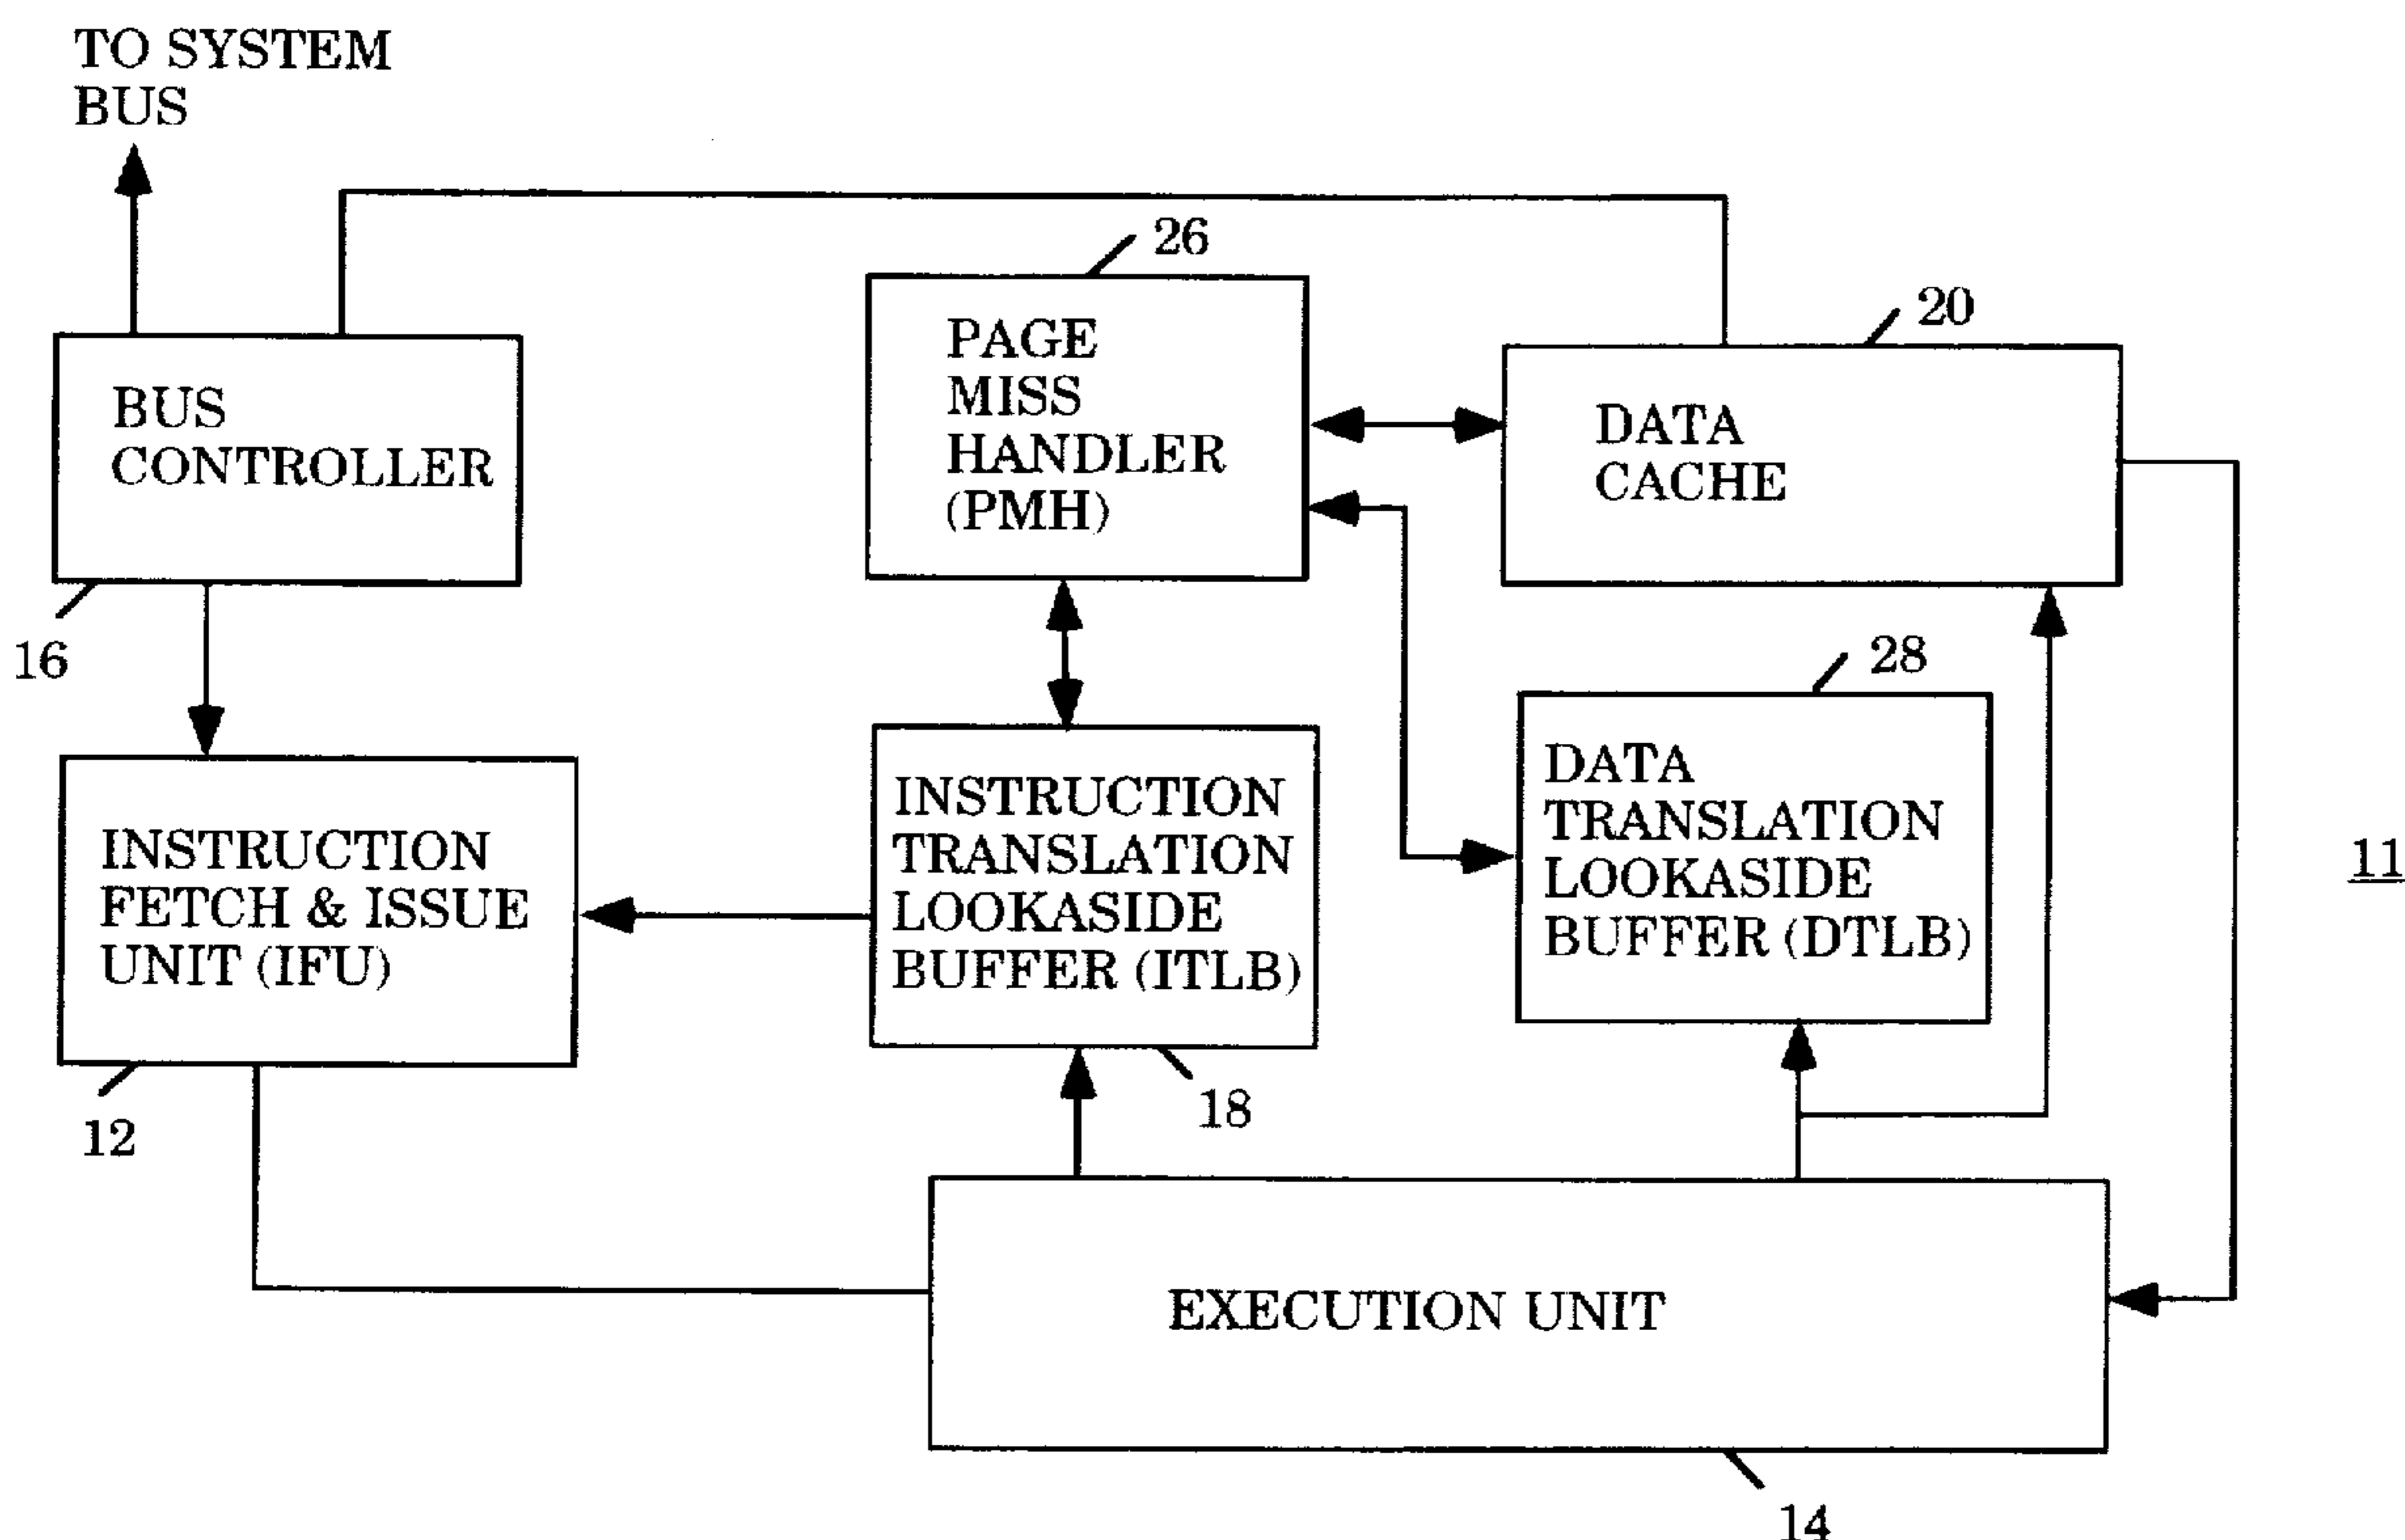 TO SYSTEM
BUS
26
20
PAGE
MISS
HANDLER
(PMH)
BUS
CONTROLLER
DATA
CACHE
16
28
INSTRUCTION
FETCH & ISSUE
UNIT (IFU)
INSTRUCTION
TRANSLATION
LOOKASIDE
BUFFER (ITLB)
DATA
TRANSLATION
LOOKASIDE
BUFFER (DTLB)
11
12
18
EXECUTION UNIT
14